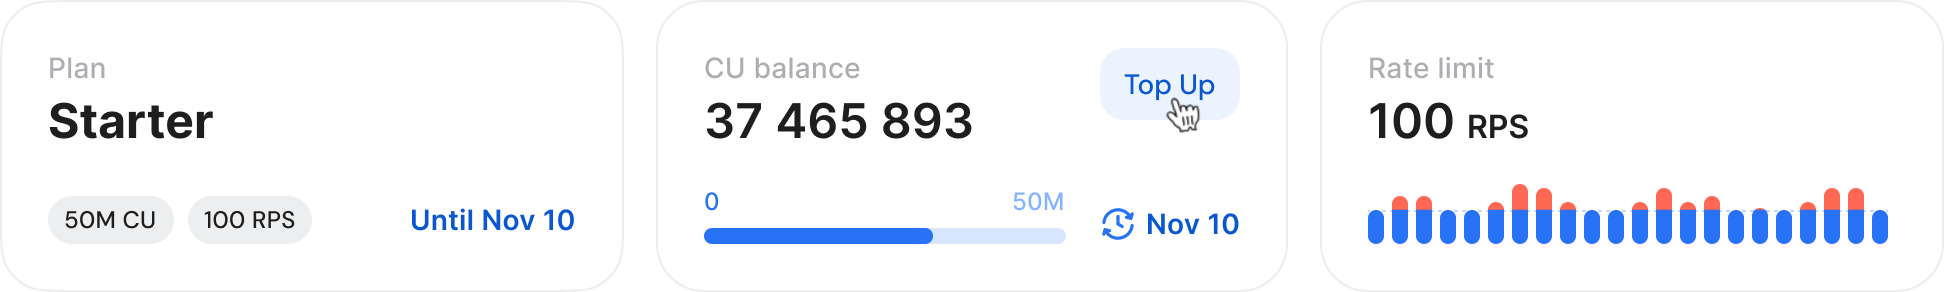 Plan
Starter
50M CU 100 RPS Until Nov 10
CU balance
37 465 893
Top Up
0 50M
Nov 10
Rate limit
100 RPS